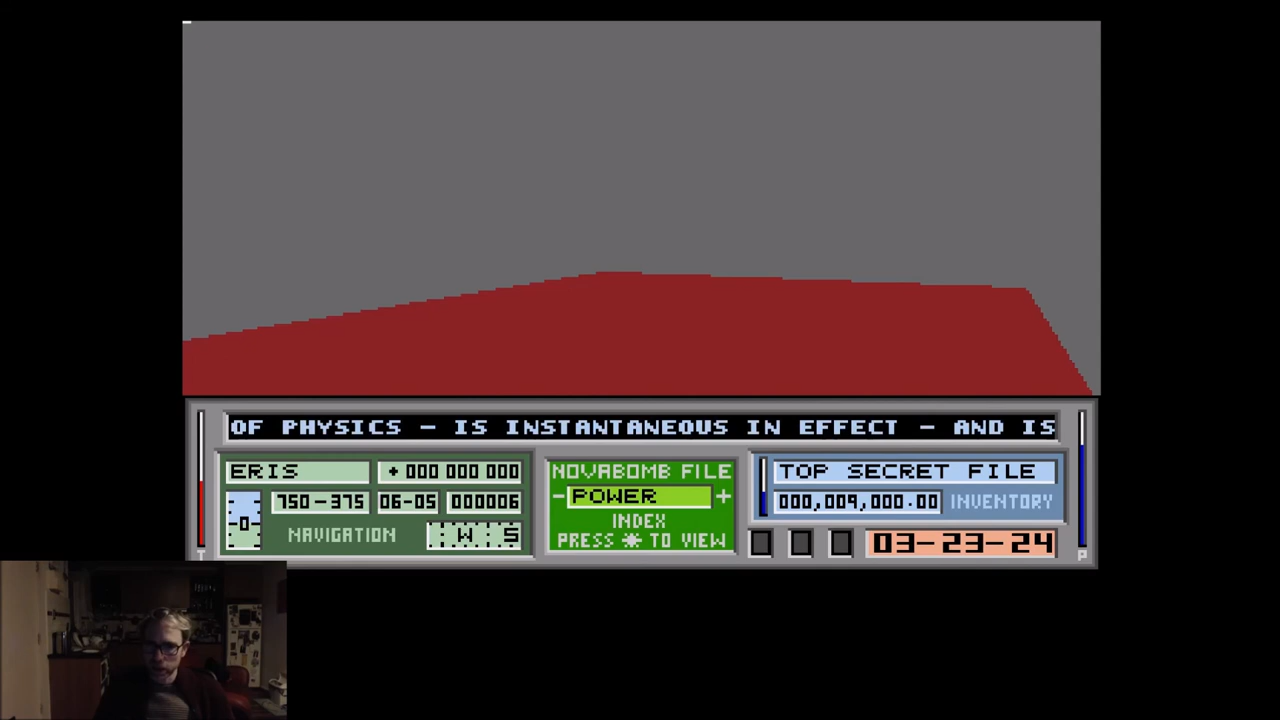 OF PHYSICS - IS INSTANTANEOUS IN EFFECT - AND IS
ERIS
+000 000 000
750-375 06-05 000006
0
NAVIGATION
: W : S
T
NOVABOMB FILE
- POWER +
INDEX
PRESS ✱ TO VIEW
TOP SECRET FILE
000,009,000.00 INVENTORY
03-23-24
P